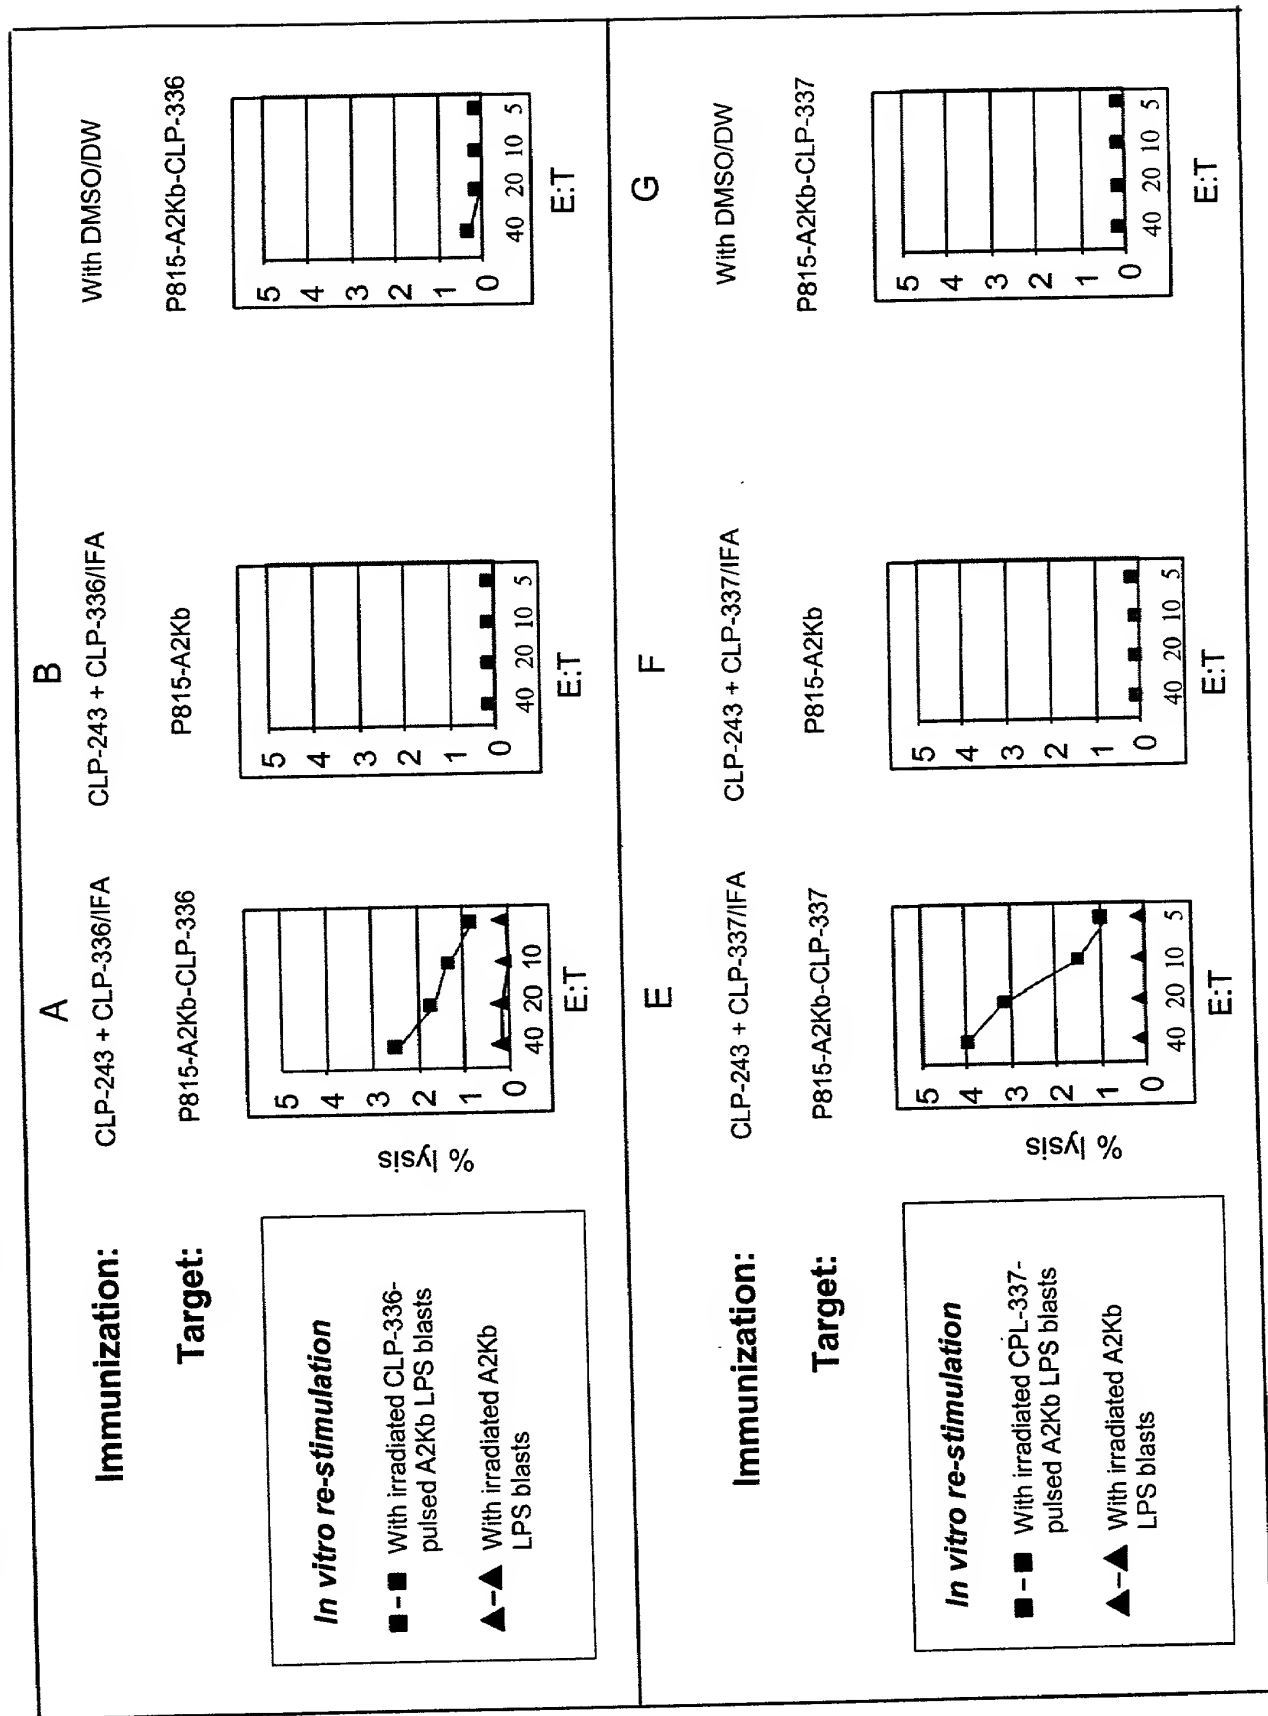 A
B
Immunization:
CLP-243 + CLP-336/IFA
CLP-243 + CLP-336/IFA
With DMSO/DW
Target:
P815-A2Kb-CLP-336
P815-A2Kb
P815-A2Kb-CLP-336
In vitro re-stimulation
With irradiated CLP-336-
pulsed A2Kb LPS blasts
With irradiated A2Kb
LPS blasts
% lysis
5
4
3
2
1
0
40 20 10
E:T
5
4
3
2
1
0
40 20 10 5
E:T
5
4
3
2
1
0
40 20 10 5
E:T
E
F
G
Immunization:
CLP-243 + CLP-337/IFA
CLP-243 + CLP-337/IFA
With DMSO/DW
Target:
P815-A2Kb-CLP-337
P815-A2Kb
P815-A2Kb-CLP-337
In vitro re-stimulation
With irradiated CPL-337-
pulsed A2Kb LPS blasts
With irradiated A2Kb
LPS blasts
% lysis
5
4
3
2
1
0
40 20 10 5
E:T
5
4
3
2
1
0
40 20 10 5
E:T
5
4
3
2
1
0
40 20 10 5
E:T